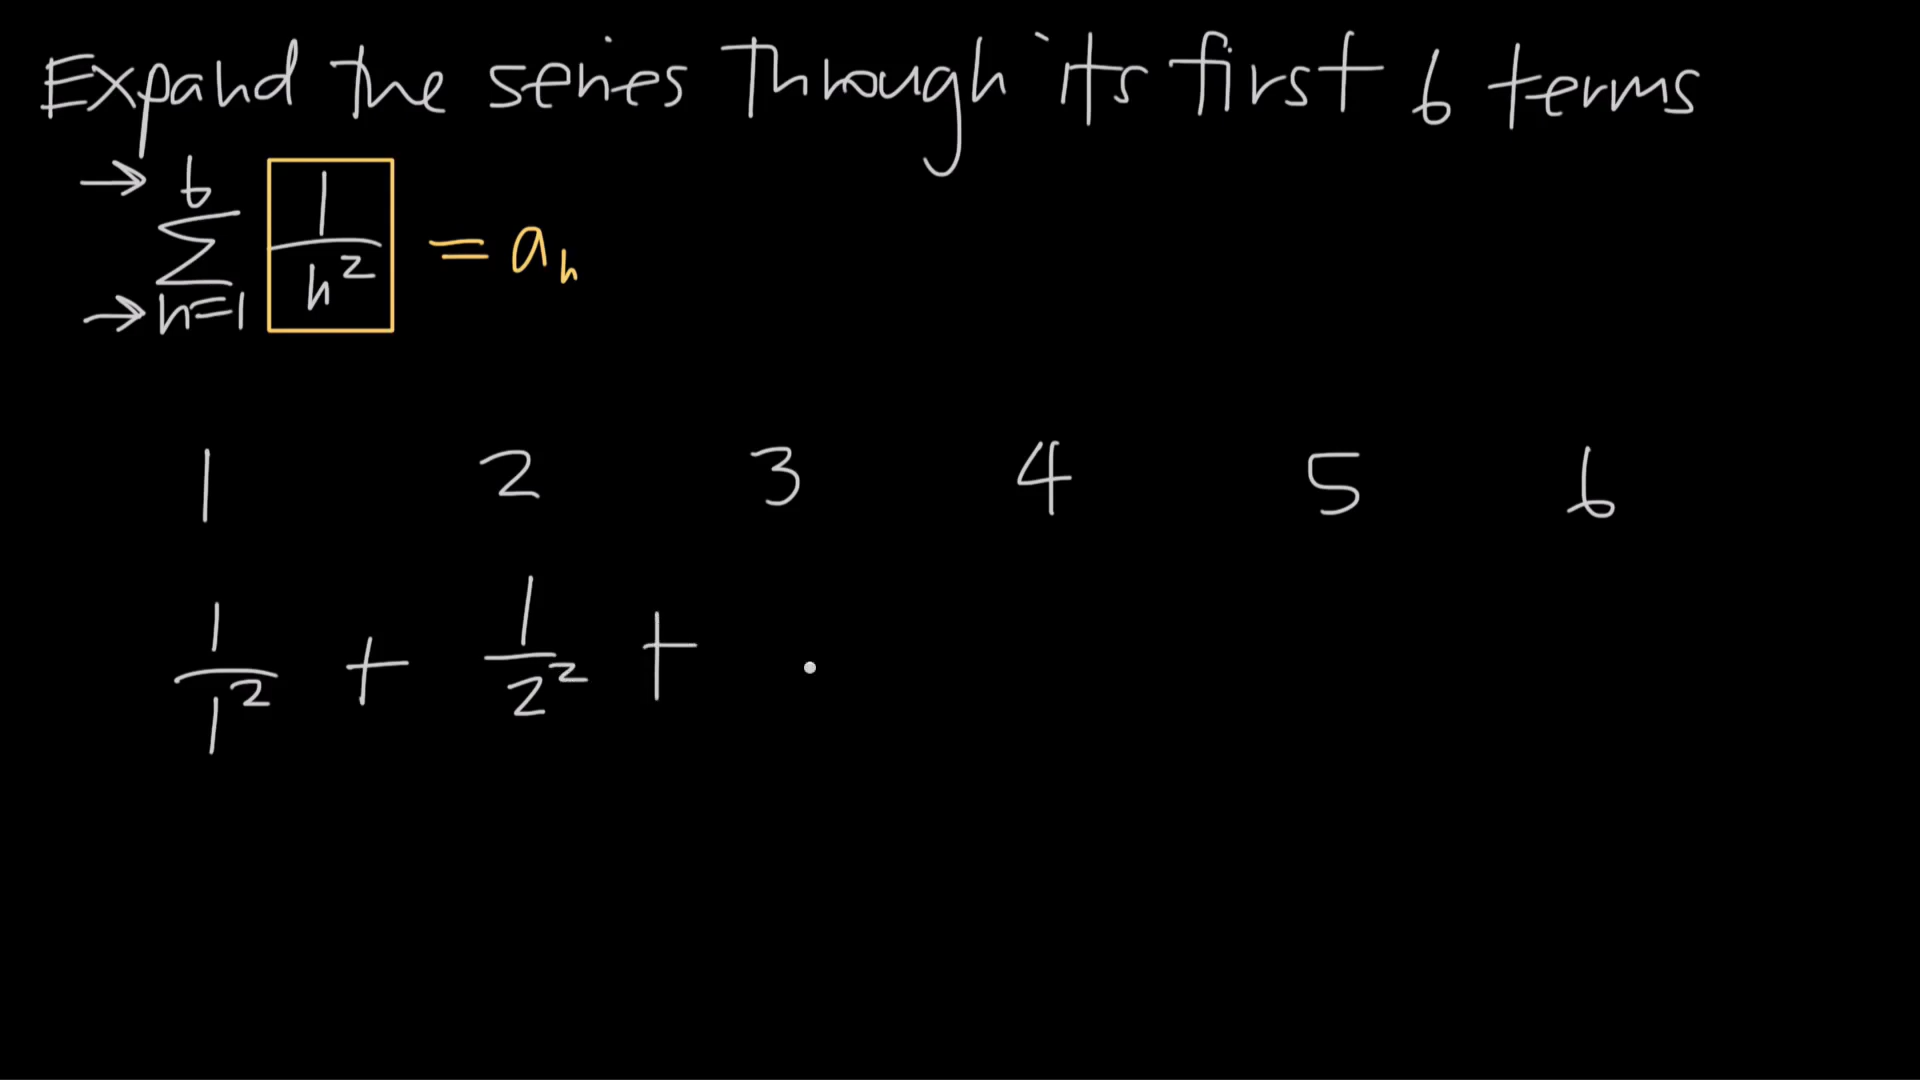 Expand the series through its first 6 terms
→ 6
∑ 1/n² = aₙ
→ n=1
1 2 3 4 5 6
1/1² + 1/2² +